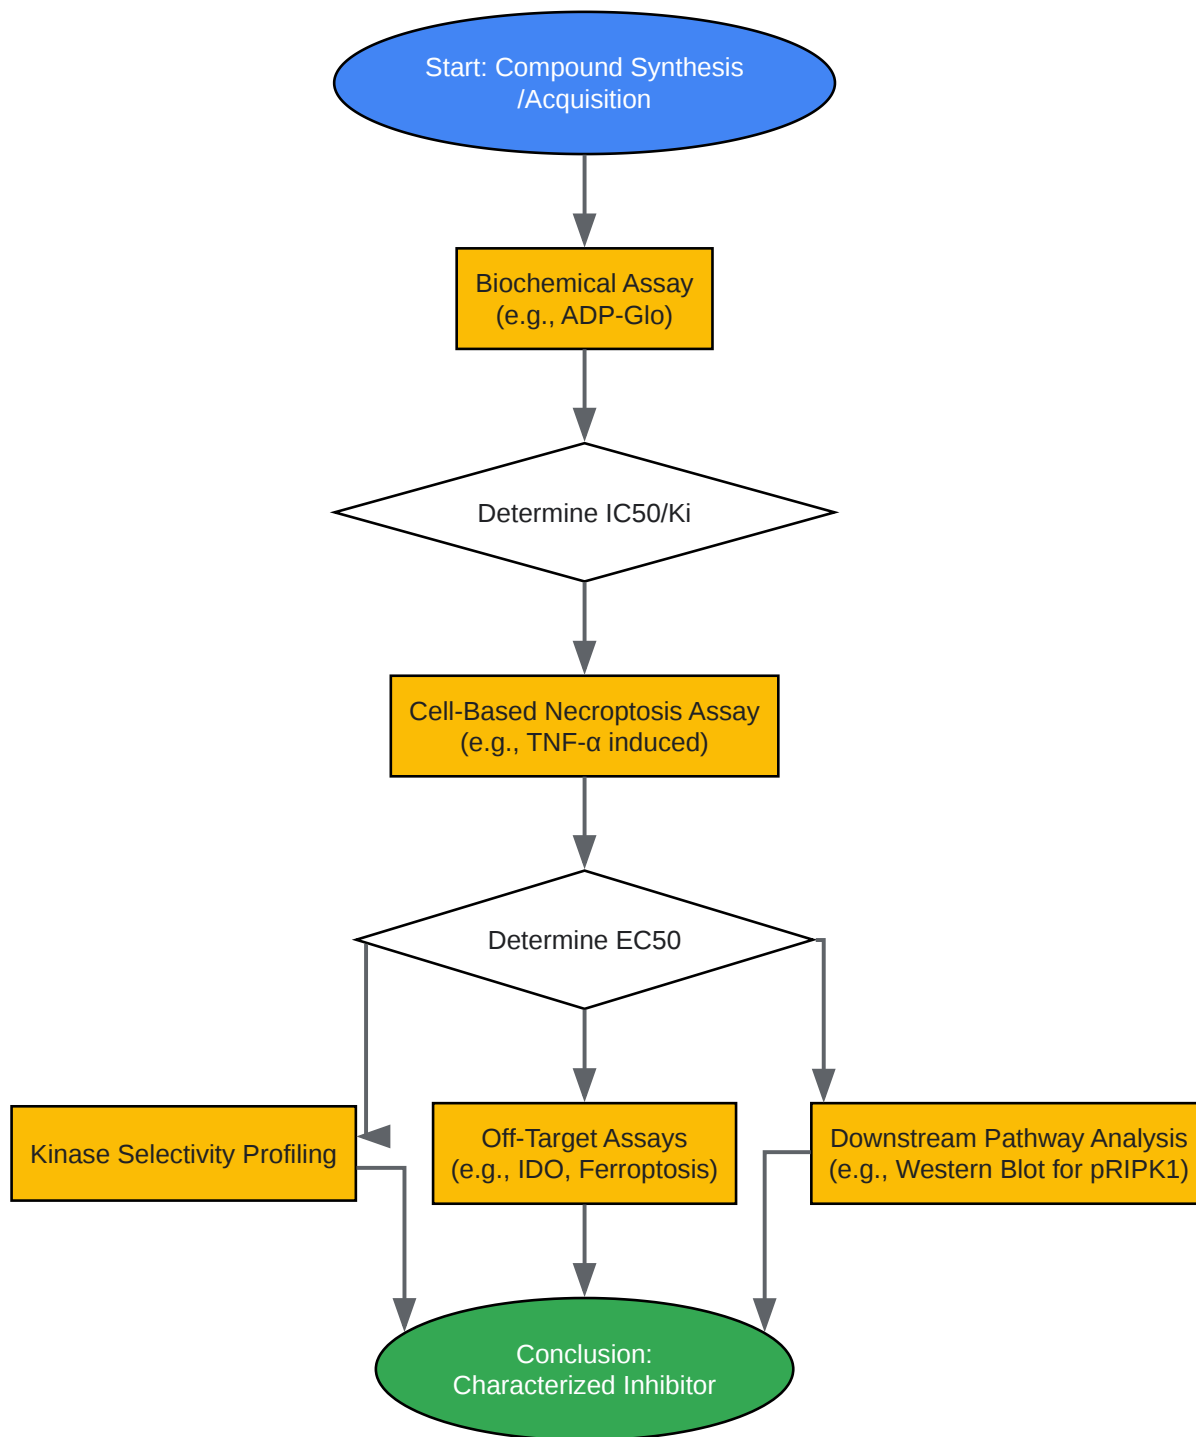 Start: Compound Synthesis
/Acquisition
Biochemical Assay
(e.g., ADP-Glo)
Determine IC50/Ki
Cell-Based Necroptosis Assay
(e.g., TNF-α induced)
Determine EC50
Kinase Selectivity Profiling
Off-Target Assays
(e.g., IDO, Ferroptosis)
Downstream Pathway Analysis
(e.g., Western Blot for pRIPK1)
Conclusion:
Characterized Inhibitor